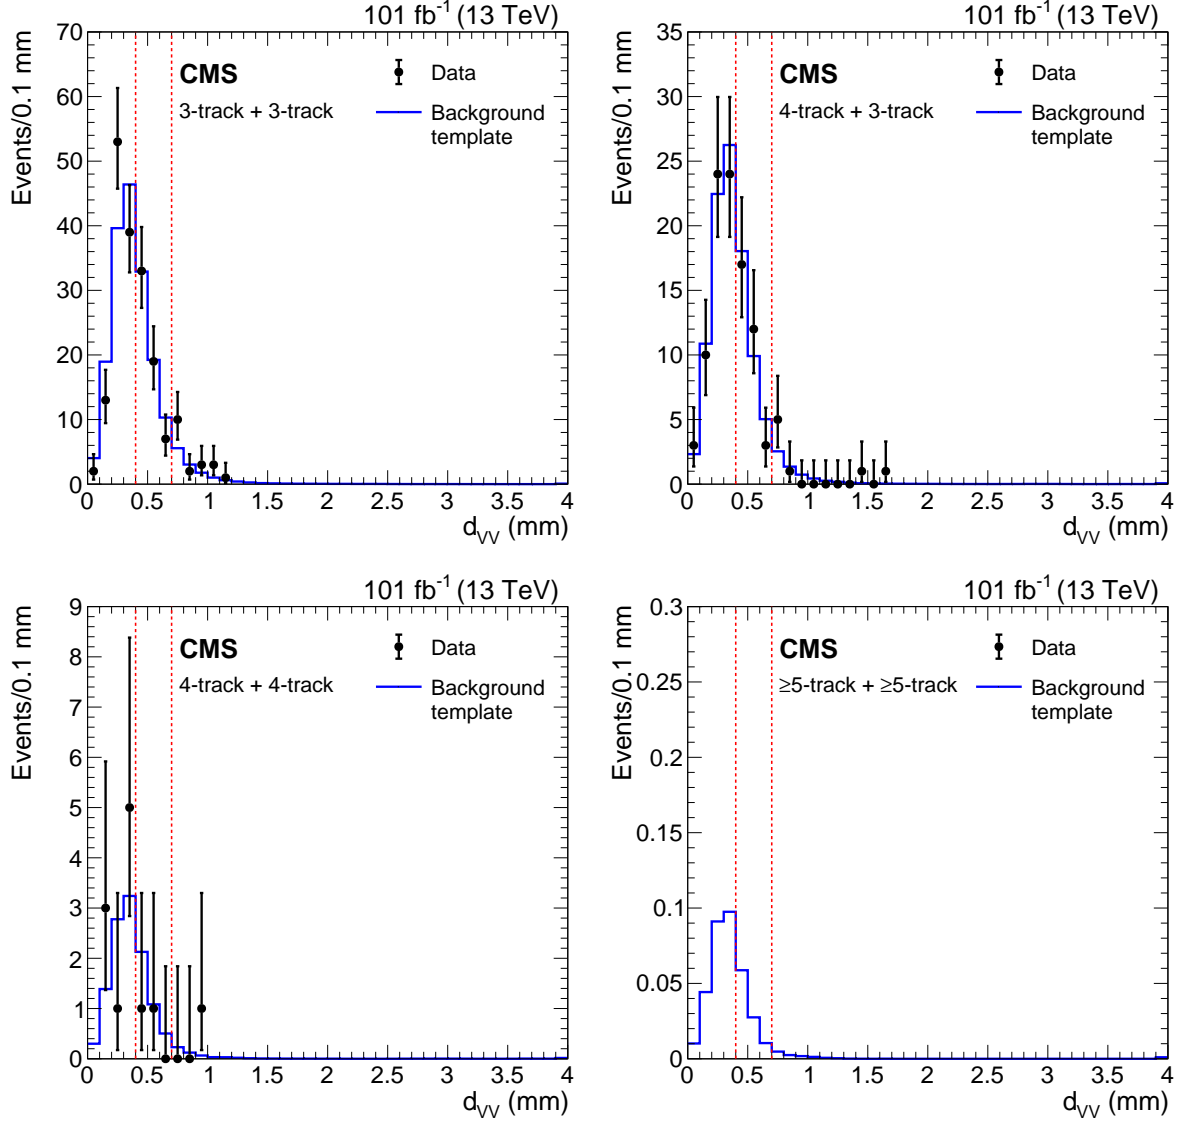 101 fb-1 (13 TeV)
Events/0.1 mm
70
60
50
40
30
20
10
0
CMS
3-track + 3-track
Data
Background
template
0 0.5 1 1.5 2 2.5 3 3.5 4
dVV (mm)
101 fb-1 (13 TeV)
Events/0.1 mm
35
30
25
20
15
10
5
0
CMS
4-track + 3-track
Data
Background
template
0 0.5 1 1.5 2 2.5 3 3.5 4
dVV (mm)
101 fb-1 (13 TeV)
Events/0.1 mm
9
8
7
6
5
4
3
2
1
0
CMS
4-track + 4-track
Data
Background
template
0 0.5 1 1.5 2 2.5 3 3.5 4
dVV (mm)
101 fb-1 (13 TeV)
Events/0.1 mm
0.3
0.25
0.2
0.15
0.1
0.05
0
CMS
≥5-track + ≥5-track
Data
Background
template
0 0.5 1 1.5 2 2.5 3 3.5 4
dVV (mm)